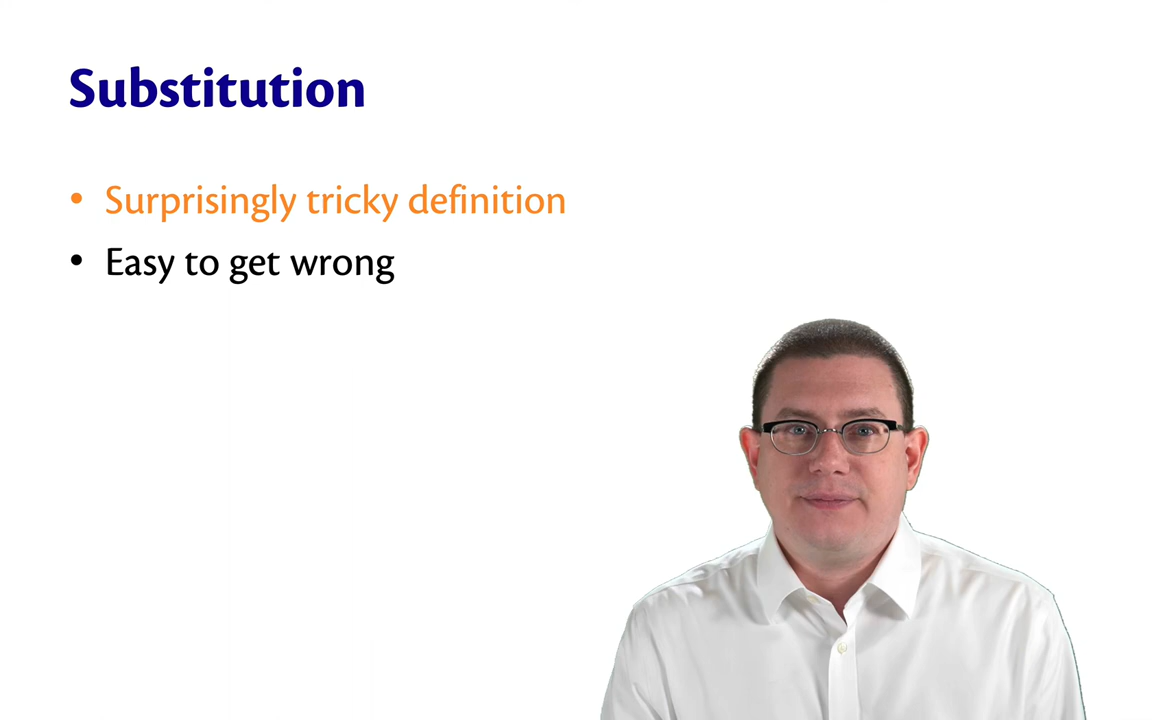 Substitution
• Surprisingly tricky definition
• Easy to get wrong